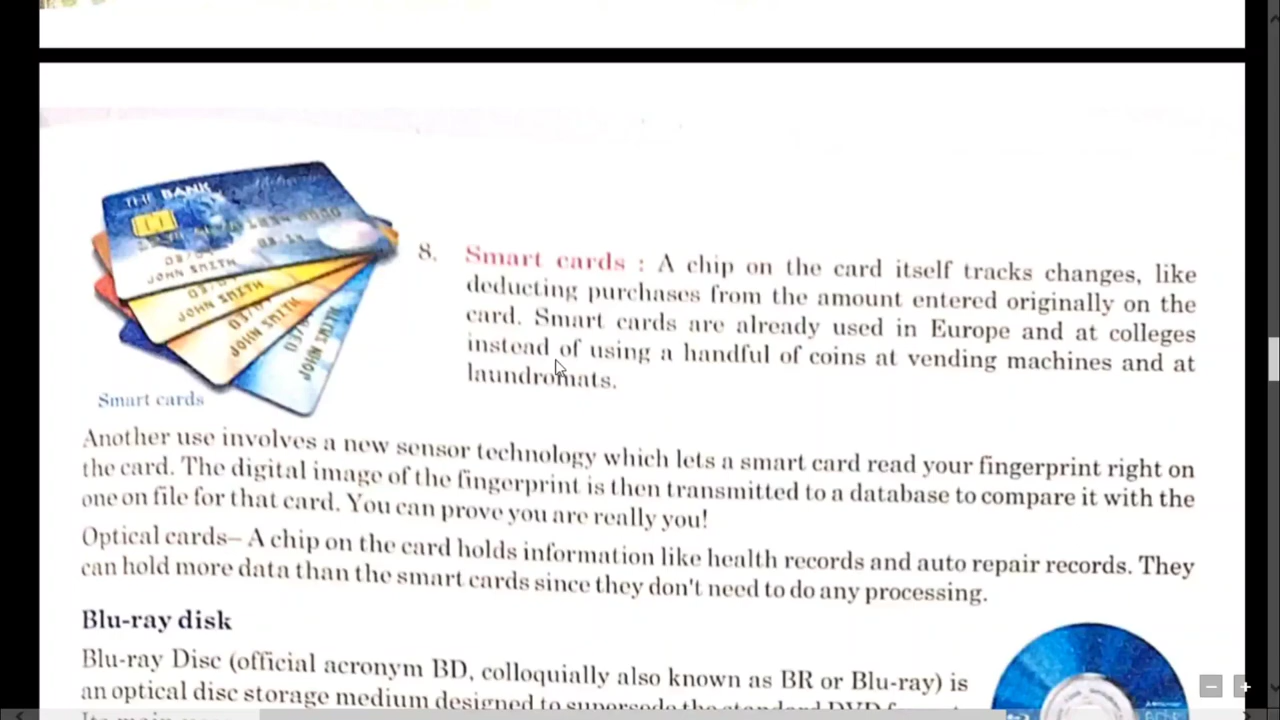 THE BANK
JOHN SMITH
JOHN SMITH
JOHN SMITH
Smart cards
8. Smart cards : A chip on the card itself tracks changes, like
deducting purchases from the amount entered originally on the
card. Smart cards are already used in Europe and at colleges
instead of using a handful of coins at vending machines and at
laundromats.
Another use involves a new sensor technology which lets a smart card read your fingerprint right on
the card. The digital image of the fingerprint is then transmitted to a database to compare it with the
one on file for that card. You can prove you are really you!
Optical cards– A chip on the card holds information like health records and auto repair records. They
can hold more data than the smart cards since they don't need to do any processing.
Blu-ray disk
Blu-ray Disc (official acronym BD, colloquially also known as BR or Blu-ray) is
an optical disc storage medium designed to supersede the standard DVD